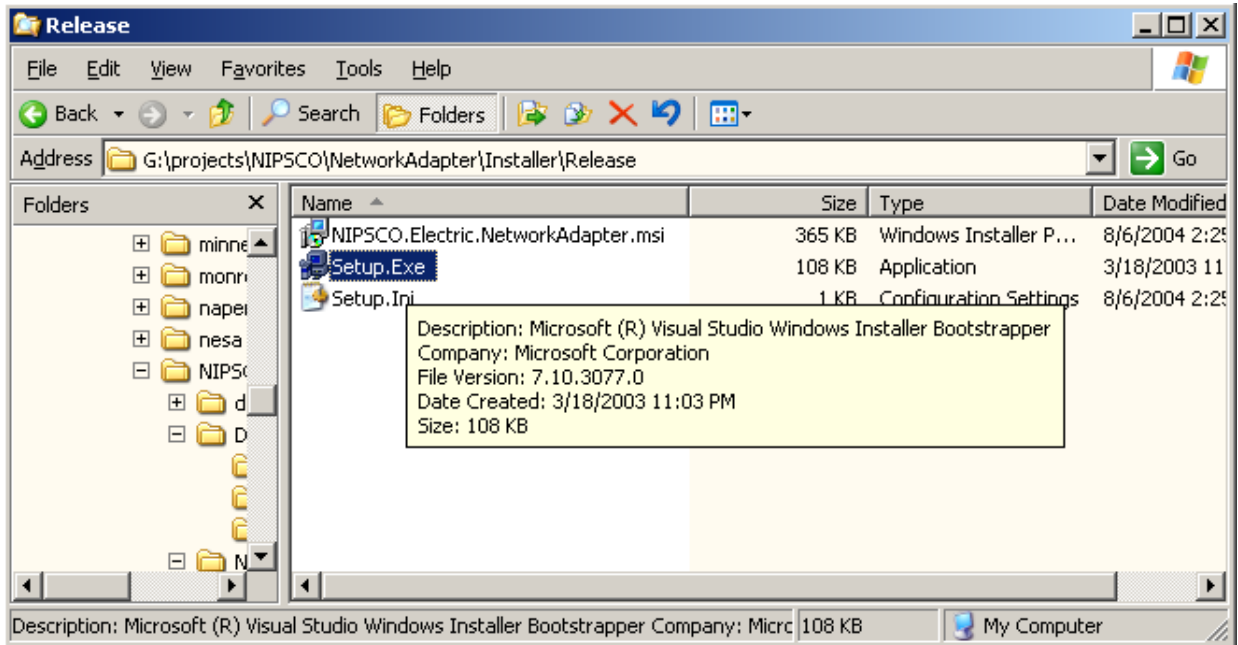 Release
File Edit View Favorites Tools Help
Back Search Folders
Address G:\projects\NIPSCO\NetworkAdapter\Installer\Release Go
Folders Name Size Type Date Modified
minne NIPSCO.Electric.NetworkAdapter.msi 365 KB Windows Installer P... 8/6/2004 2:25
monr Setup.Exe 108 KB Application 3/18/2003 11
naper Setup.Ini 1 KB Configuration Settings 8/6/2004 2:25
nesa
NIPS
d
D
N
Description: Microsoft (R) Visual Studio Windows Installer Bootstrapper
Company: Microsoft Corporation
File Version: 7.10.3077.0
Date Created: 3/18/2003 11:03 PM
Size: 108 KB
Description: Microsoft (R) Visual Studio Windows Installer Bootstrapper Company: Micrc 108 KB My Computer